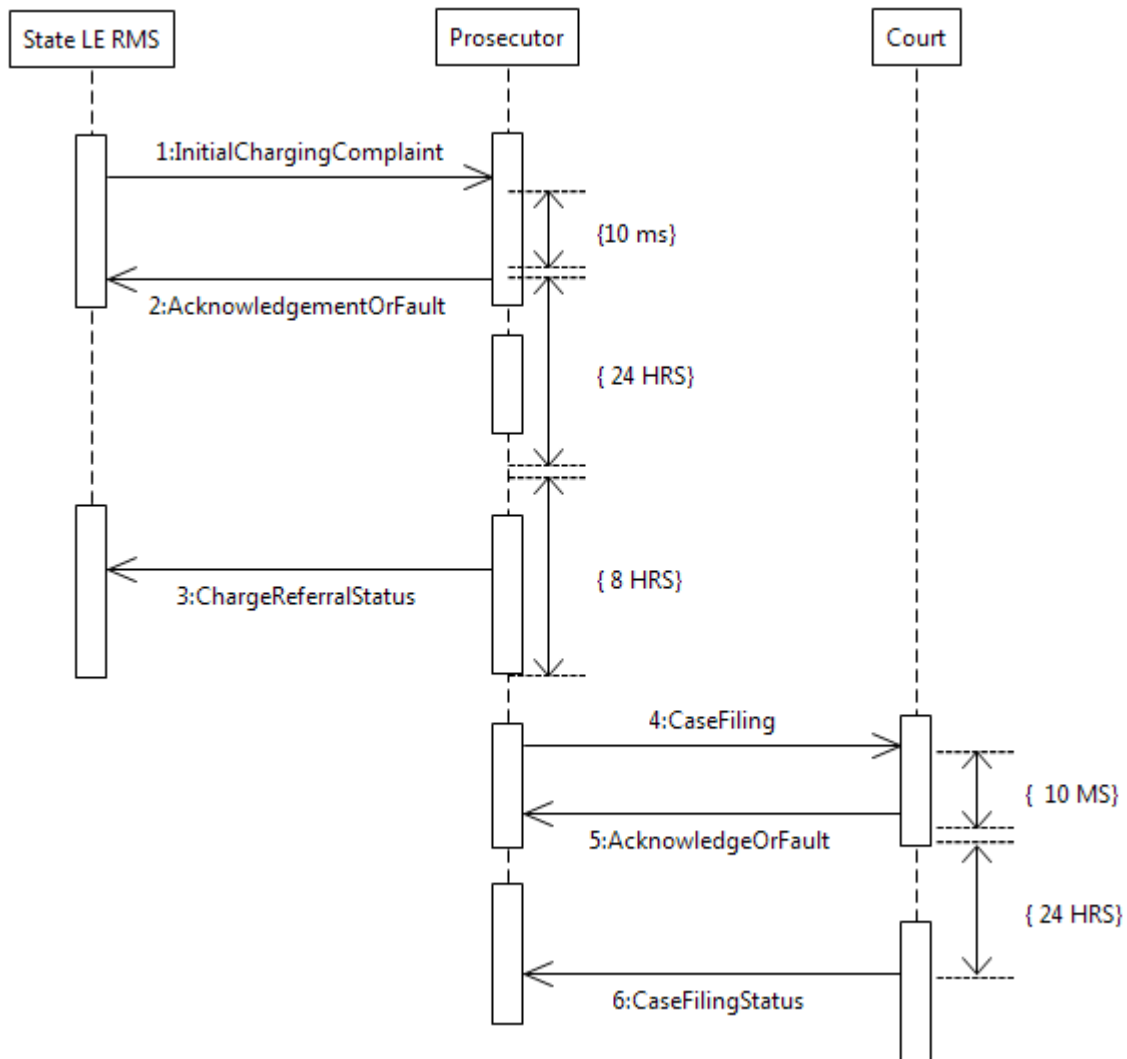 State LE RMS
Prosecutor
Court
1:InitialChargingComplaint
{10 ms}
2:AcknowledgementOrFault
{ 24 HRS}
3:ChargeReferralStatus
{ 8 HRS}
4:CaseFiling
{  10 MS}
5:AcknowledgeOrFault
{ 24 HRS}
6:CaseFilingStatus